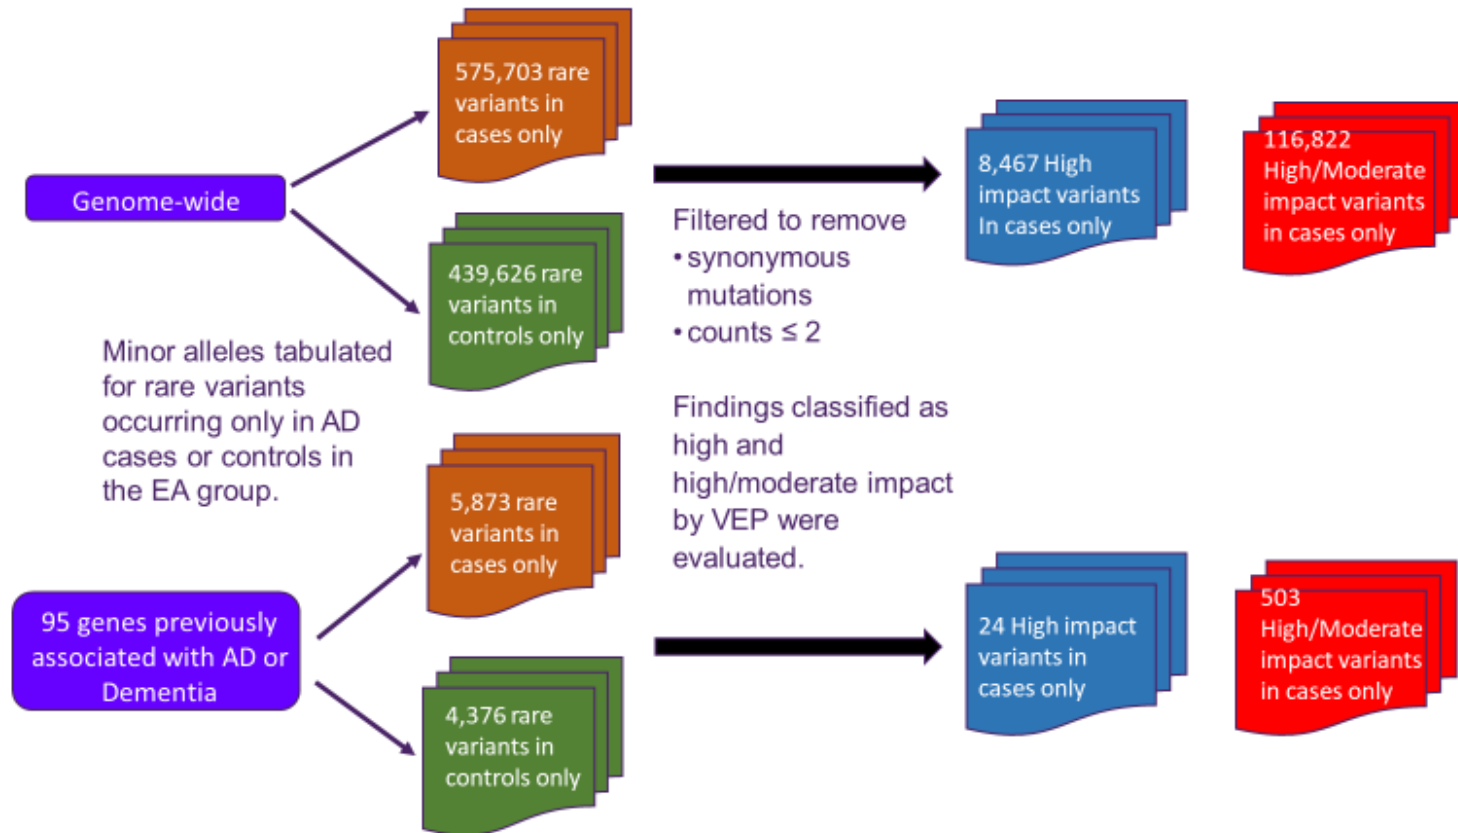 575,703 rare
variants in
cases only
Genome-wide
439,626 rare
variants in
controls only
Minor alleles tabulated
for rare variants
occurring only in AD
cases or controls in
the EA group.
5,873 rare
variants in
cases only
95 genes previously
associated with AD or
Dementia
4,376 rare
variants in
controls only
Filtered to remove
• synonymous
mutations
• counts ≤ 2
Findings classified as
high and
high/moderate impact
by VEP were
evaluated.
8,467 High
impact variants
In cases only
116,822
High/Moderate
impact variants
in cases only
24 High impact
variants in
cases only
503
High/Moderate
impact variants
in cases only